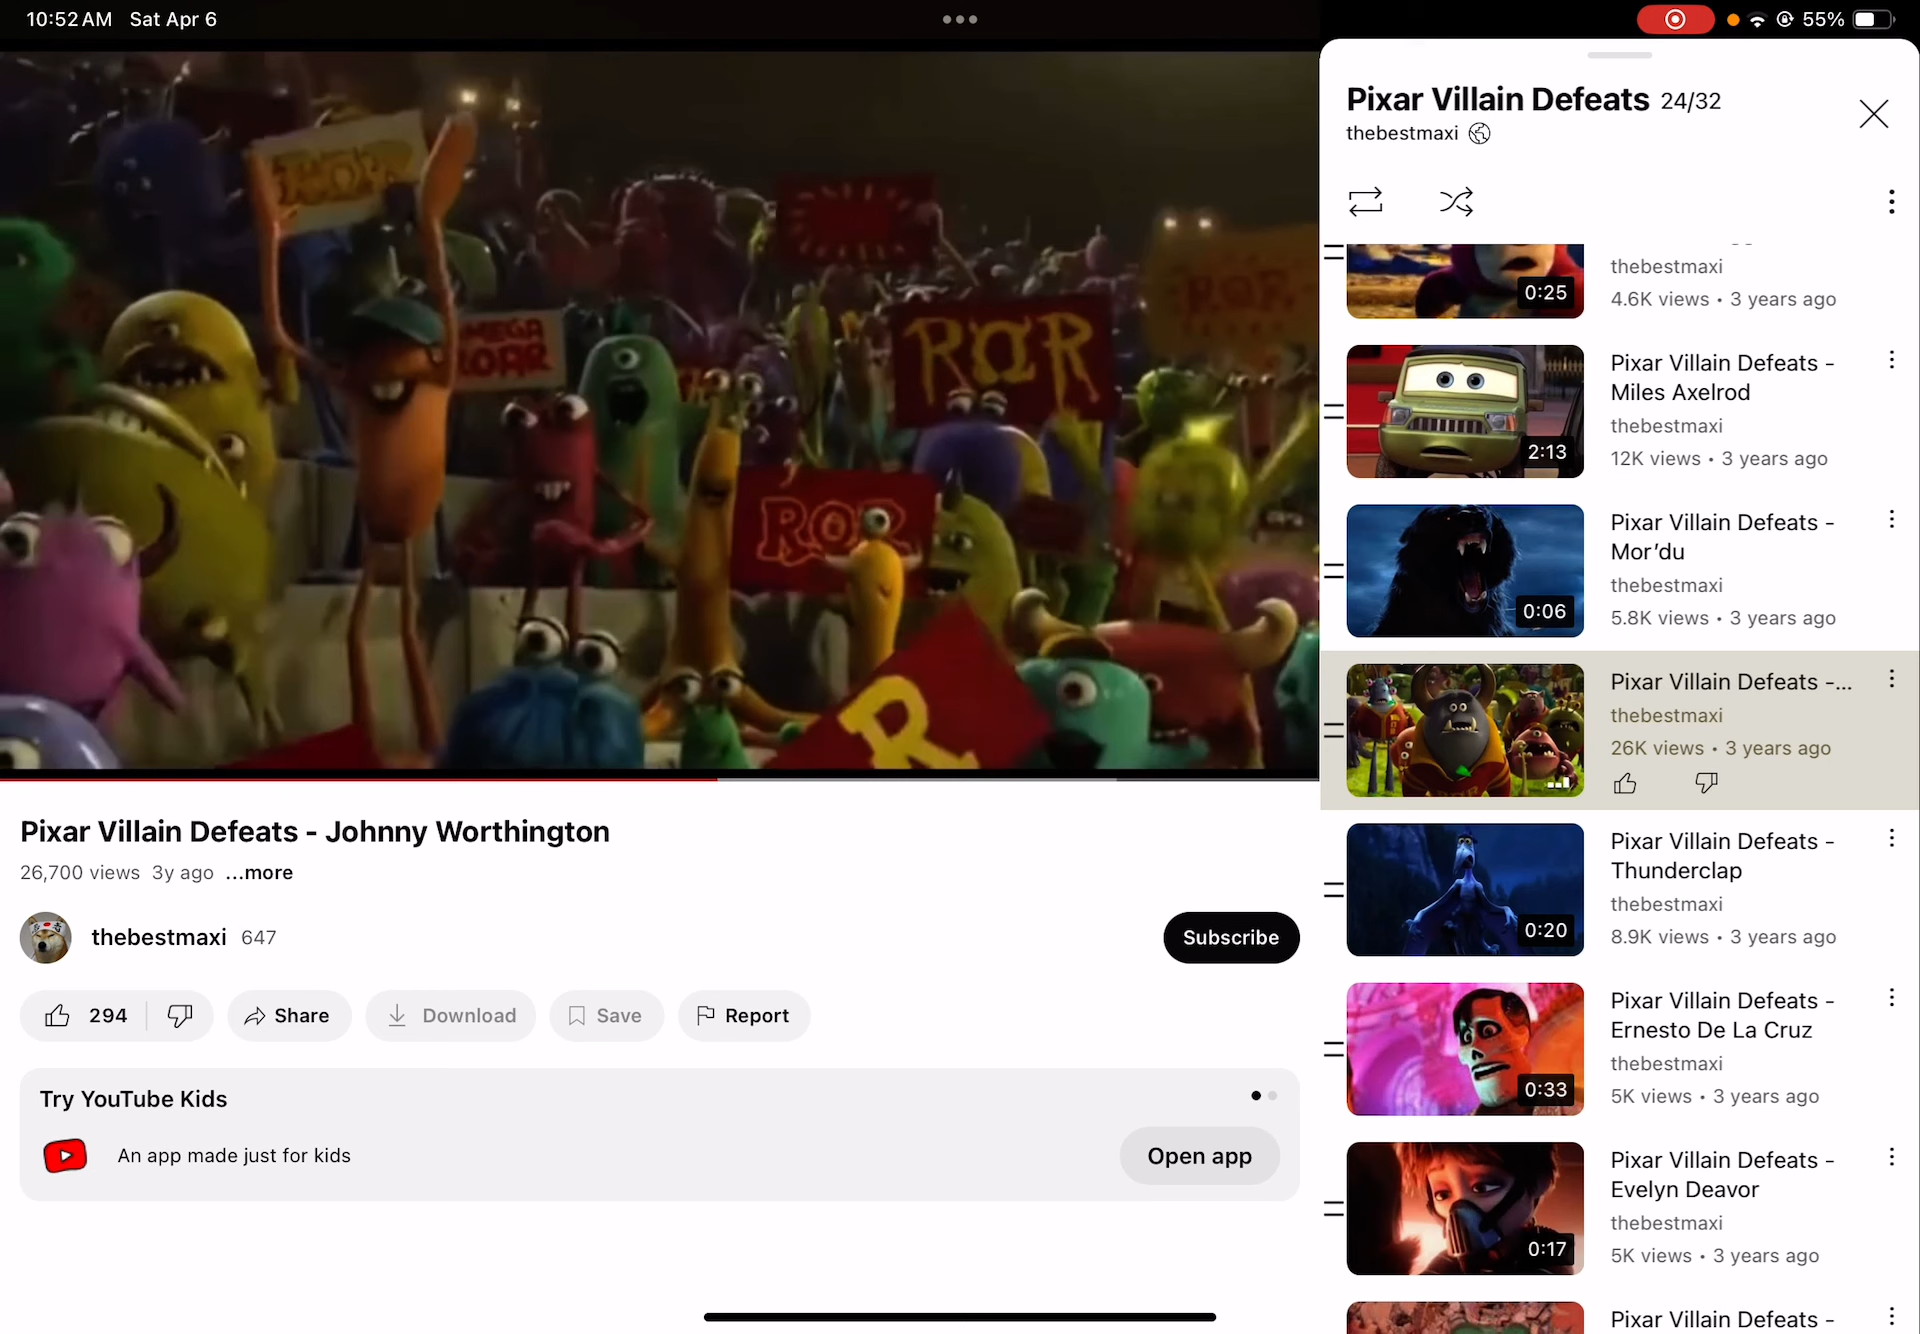 10:52 AM Sat Apr 6
55%
ROR
MEGA
ROAR
ROR
ROR
ROR
R
Pixar Villain Defeats - Johnny Worthington
26,700 views 3y ago ...more
thebestmaxi 647
Subscribe
294
Share
Download
Save
Report
Try YouTube Kids
An app made just for kids
Open app
Pixar Villain Defeats 24/32
thebestmaxi
0:25
thebestmaxi
4.6K views • 3 years ago
2:13
Pixar Villain Defeats -
Miles Axelrod
thebestmaxi
12K views • 3 years ago
0:06
Pixar Villain Defeats -
Mor'du
thebestmaxi
5.8K views • 3 years ago
Pixar Villain Defeats -...
thebestmaxi
26K views • 3 years ago
0:20
Pixar Villain Defeats -
Thunderclap
thebestmaxi
8.9K views • 3 years ago
0:33
Pixar Villain Defeats -
Ernesto De La Cruz
thebestmaxi
5K views • 3 years ago
0:17
Pixar Villain Defeats -
Evelyn Deavor
thebestmaxi
5K views • 3 years ago
Pixar Villain Defeats -